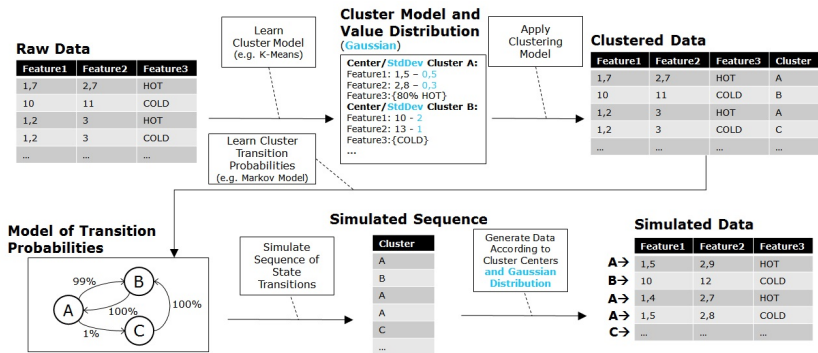 Raw Data
Feature1 Feature2 Feature3
1,7 2,7 HOT
10 11 COLD
1,2 3 HOT
1,2 3 COLD
... ... ...
Learn
Cluster Model
(e.g. K-Means)
Cluster Model and
Value Distribution
(Gaussian)
Center/StdDev Cluster A:
Feature1: 1,5 – 0,5
Feature2: 2,8 – 0,3
Feature3:{80% HOT}
Center/StdDev Cluster B:
Feature1: 10 - 2
Feature2: 13 - 1
Feature3:{COLD}
...
Apply
Clustering
Model
Clustered Data
Feature1 Feature2 Feature3 Cluster
1,7 2,7 HOT A
10 11 COLD B
1,2 3 HOT A
1,2 3 COLD C
... ... ... ...
Learn Cluster
Transition
Probabilities
(e.g. Markov Model)
Model of Transition
Probabilities
99%
B
A
100%
100%
1%
C
Simulate
Sequence of
State
Transitions
Simulated Sequence
Cluster
A
B
A
A
C
...
Generate Data
According to
Cluster Centers
and Gaussian
Distribution
Simulated Data
Feature1 Feature2 Feature3
A→ 1,5 2,9 HOT
B→ 10 12 COLD
A→ 1,4 2,7 HOT
A→ 1,5 2,8 COLD
C→ ... ... ...